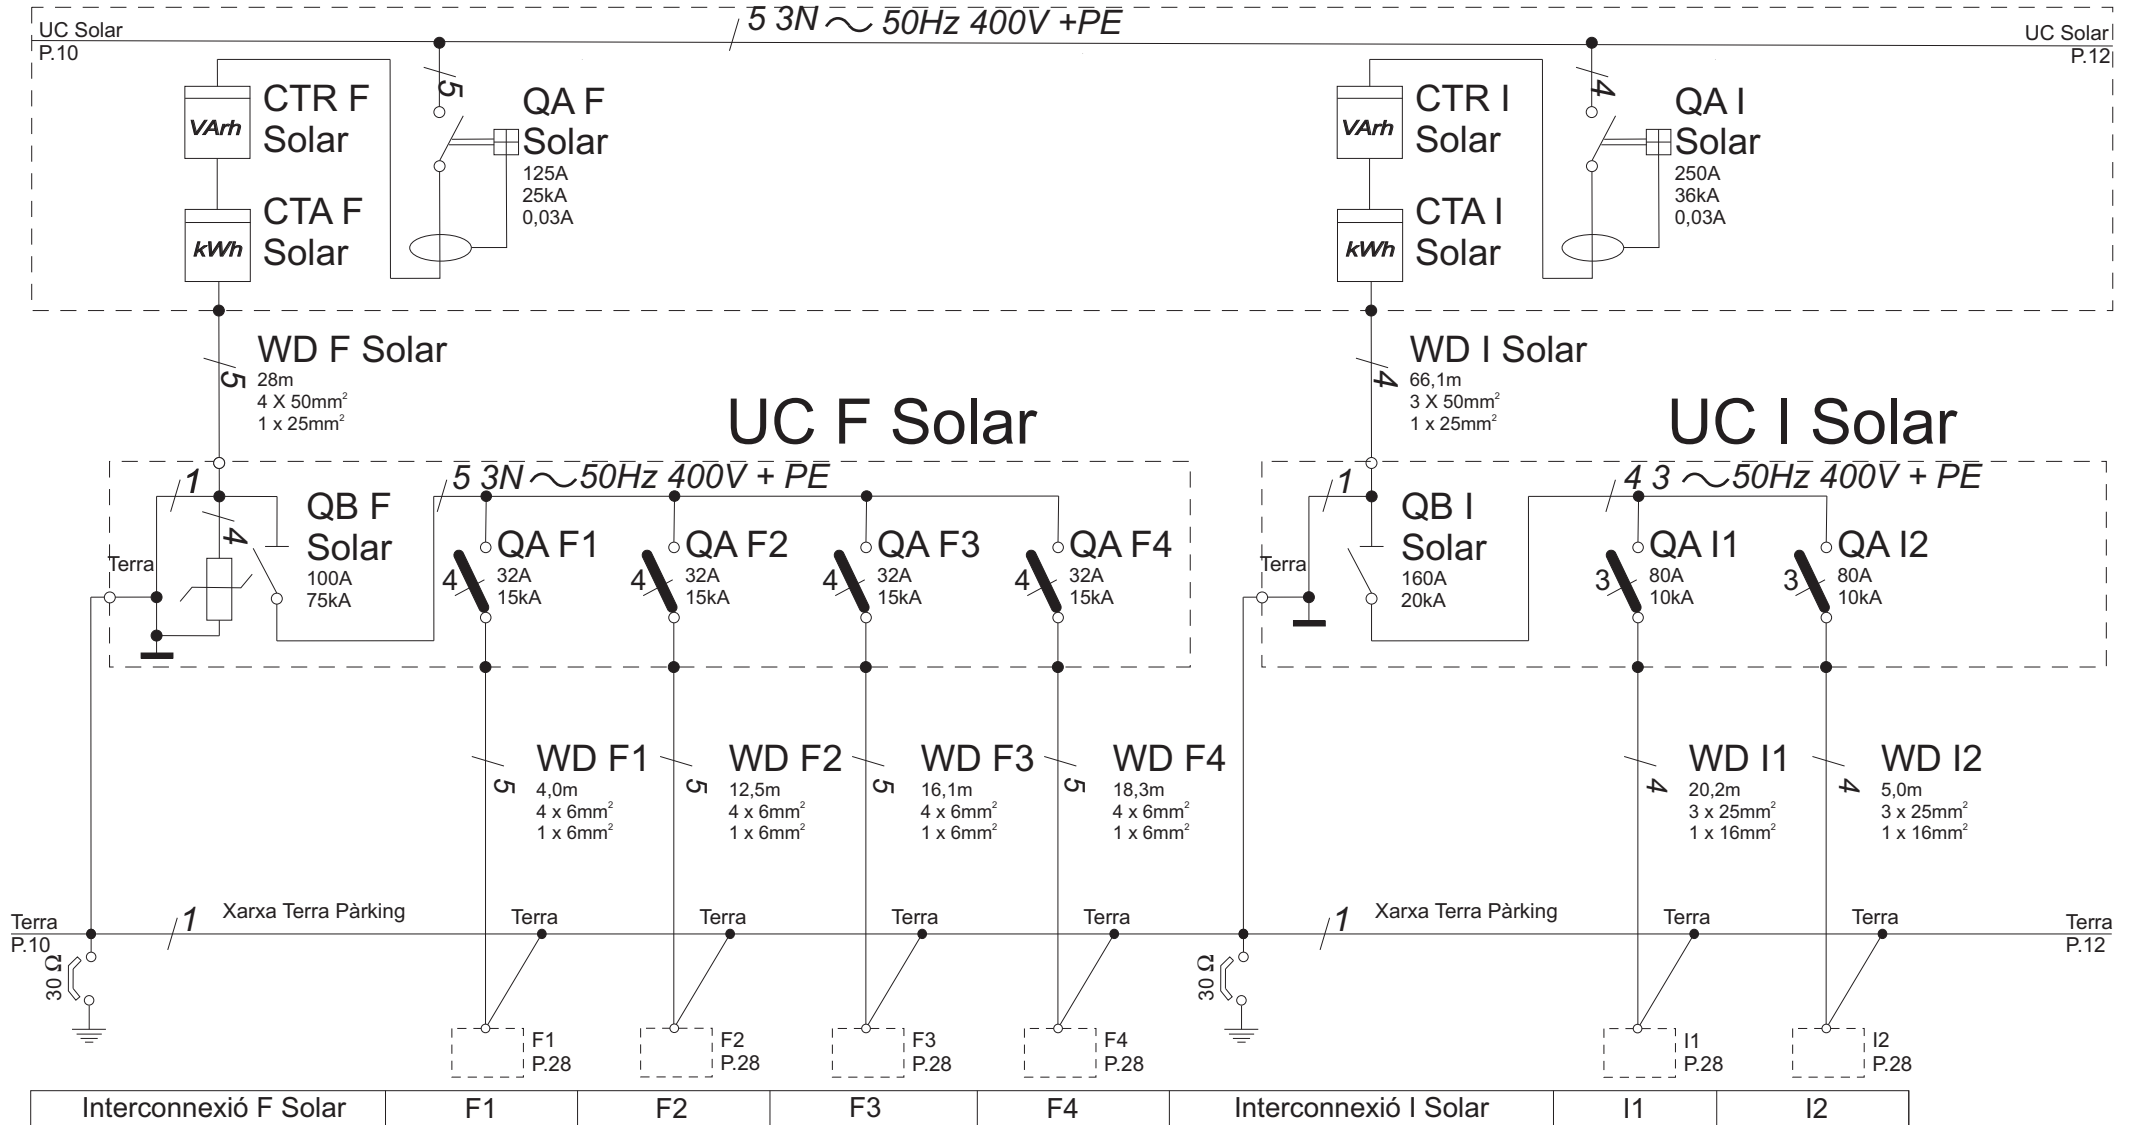 5 3N 50Hz 400V +PE
UC Solar
P.10
UC Solar
P.12
5
CTR F
Solar
VArh
QA F
Solar
125A
25kA
0,03A
CTA F
Solar
kWh
4
CTR I
Solar
VArh
QA I
Solar
250A
36kA
0,03A
CTA I
Solar
kWh
WD F Solar
5
28m
4 X 50mm²
1 x 25mm²
UC F Solar
WD I Solar
4
66,1m
3 X 50mm²
1 x 25mm²
UC I Solar
1
5 3N 50Hz 400V + PE
QB F
Solar
100A
75kA
4
Terra
QA F1
32A
15kA
4
QA F2
32A
15kA
4
QA F3
32A
15kA
4
QA F4
32A
15kA
4
1
4 3 50Hz 400V + PE
QB I
Solar
160A
20kA
Terra
QA I1
80A
10kA
3
QA I2
80A
10kA
3
WD F1
5
4,0m
4 x 6mm²
1 x 6mm²
WD F2
5
12,5m
4 x 6mm²
1 x 6mm²
WD F3
5
16,1m
4 x 6mm²
1 x 6mm²
WD F4
5
18,3m
4 x 6mm²
1 x 6mm²
WD I1
4
20,2m
3 x 25mm²
1 x 16mm²
WD I2
4
5,0m
3 x 25mm²
1 x 16mm²
Terra
P.10
1
Xarxa Terra Pàrking
Terra
Terra
Terra
Terra
1
Xarxa Terra Pàrking
Terra
Terra
Terra
P.12
30 Ω
30 Ω
F1
P.28
F2
P.28
F3
P.28
F4
P.28
I1
P.28
I2
P.28
Interconnexió F Solar
F1
F2
F3
F4
Interconnexió I Solar
I1
I2